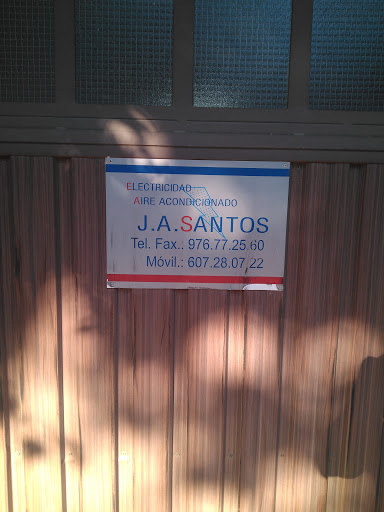 ELECTRICIDAD
AIRE ACONDICIONADO
J.A.SANTOS
Tel. Fax.. 976.77.25.60
Móvil.: 607.28.07.22